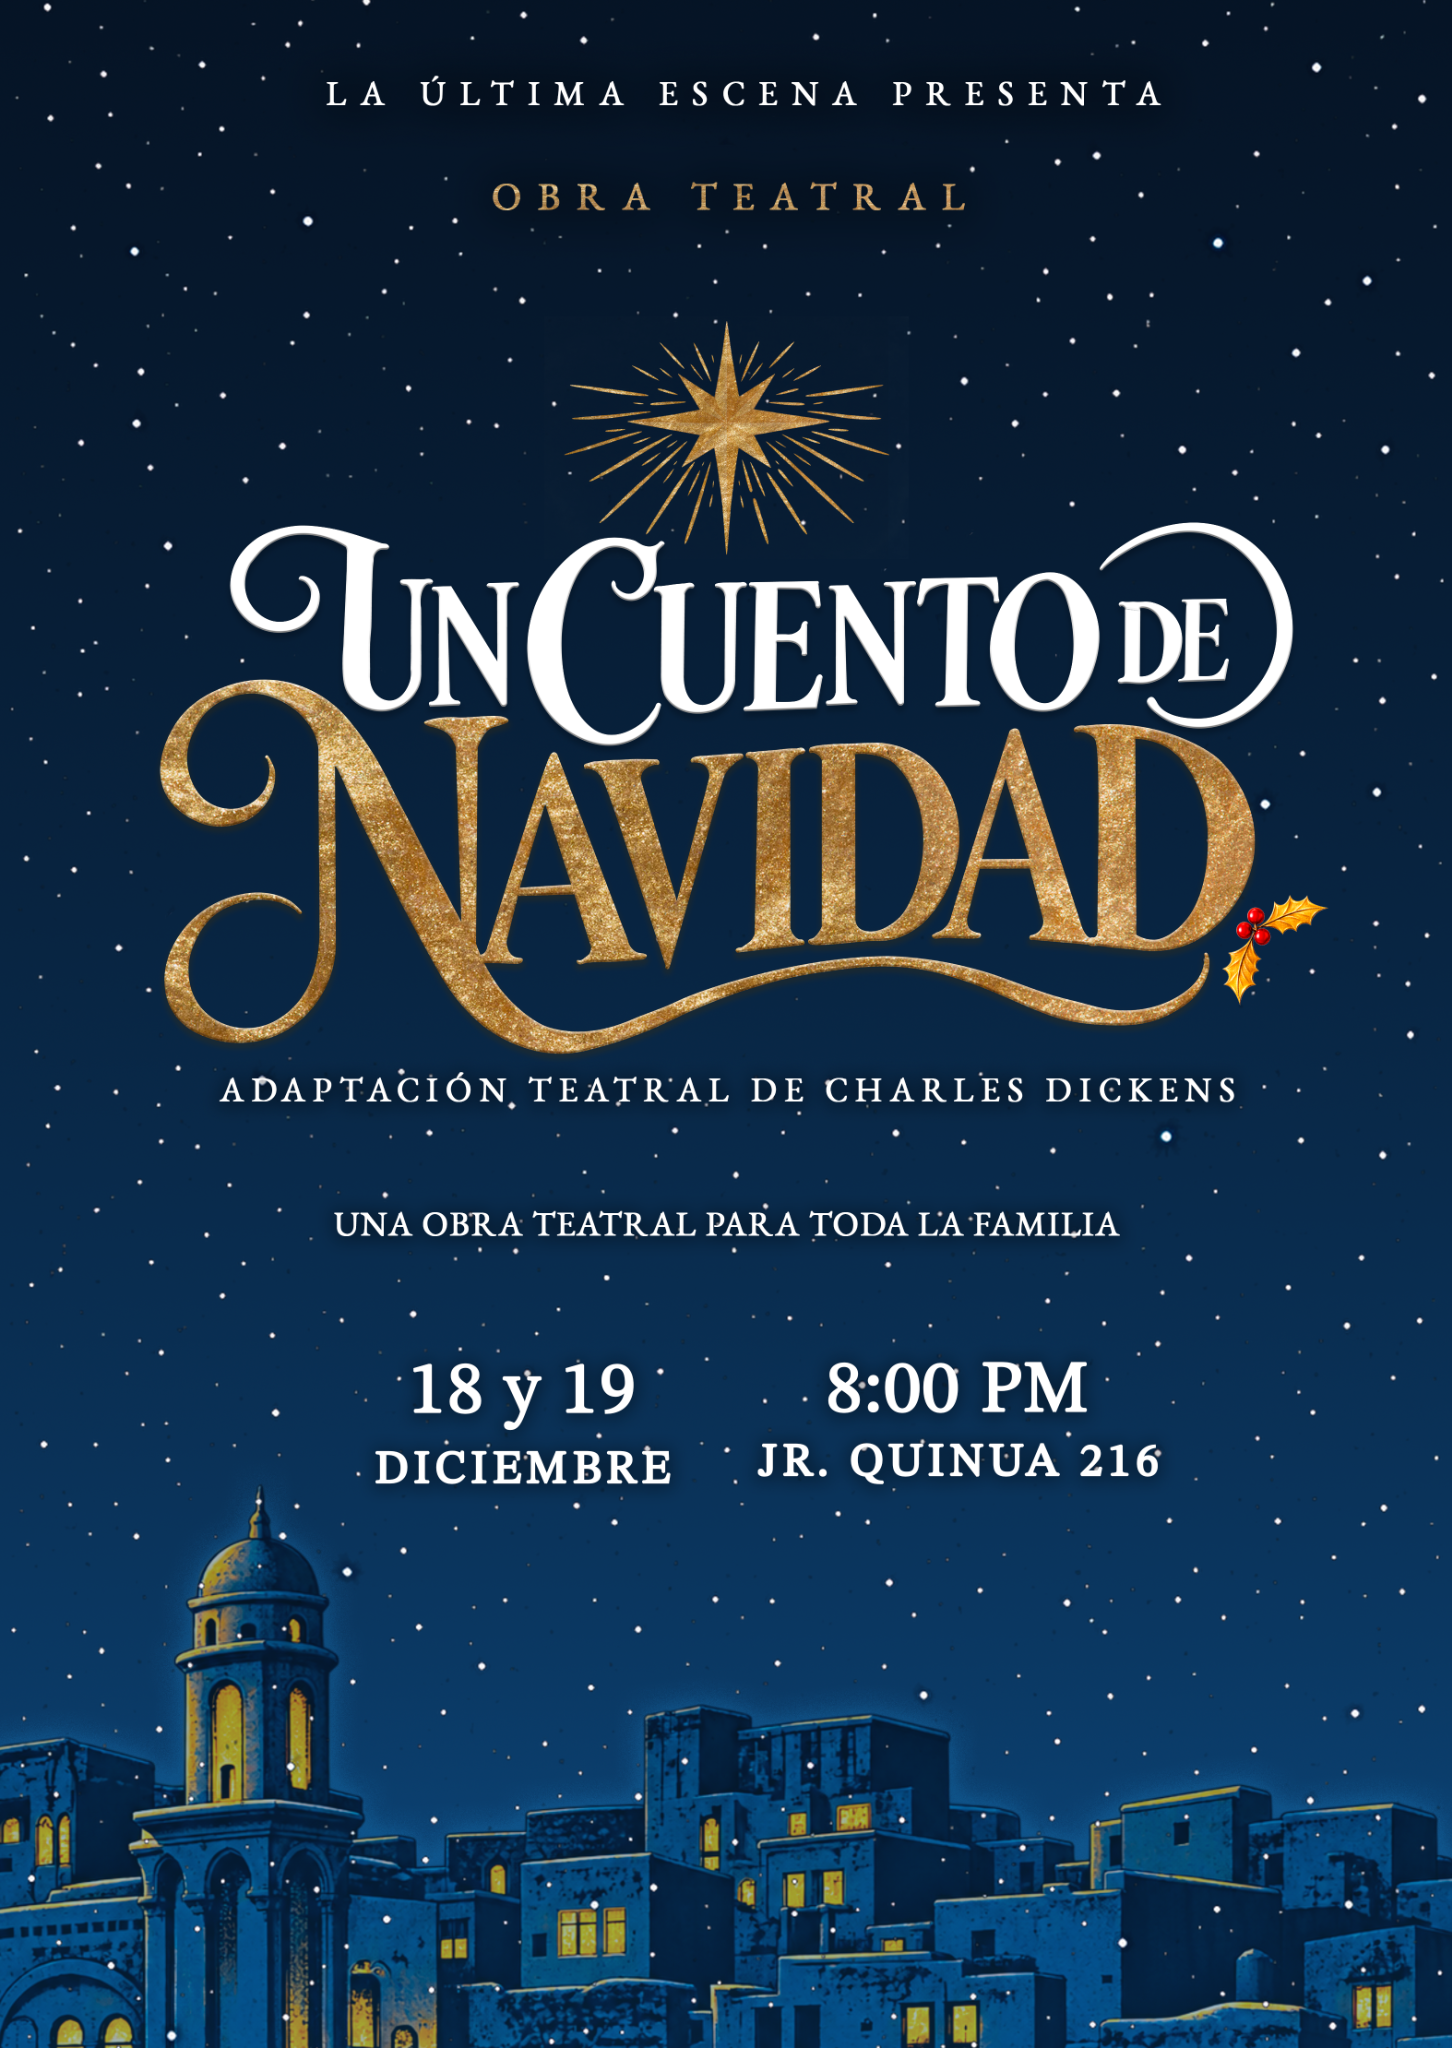 LA ÚLTIMA ESCENA PRESENTA
OBRA TEATRAL
UN CUENTO DE
NAVIDAD
ADAPTACIÓN TEATRAL DE CHARLES DICKENS
UNA OBRA TEATRAL PARA TODA LA FAMILIA
18 y 19
DICIEMBRE
8:00 PM
JR. QUINUA 216